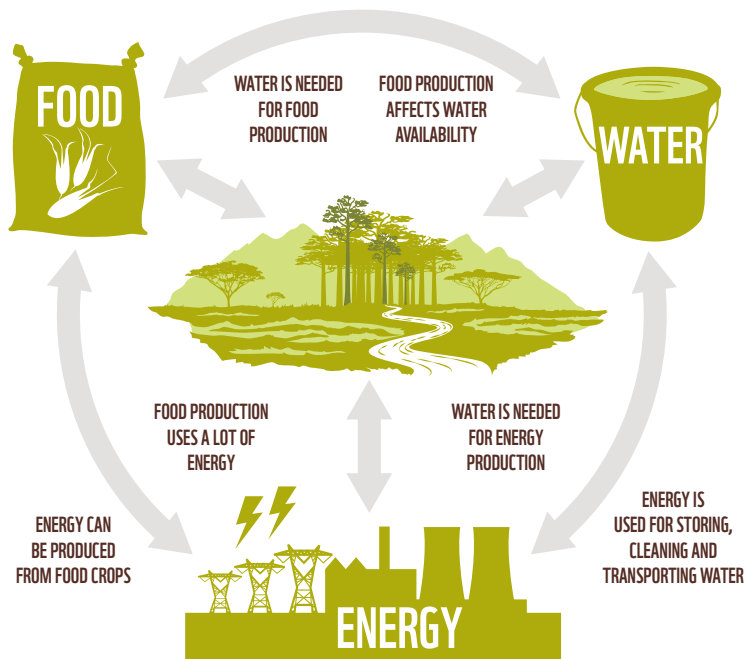 FOOD
WATER IS NEEDED
FOR FOOD
PRODUCTION
FOOD PRODUCTION
AFFECTS WATER
AVAILABILITY
WATER
FOOD PRODUCTION
USES A LOT OF
ENERGY
WATER IS NEEDED
FOR ENERGY
PRODUCTION
ENERGY CAN
BE PRODUCED
FROM FOOD CROPS
ENERGY IS
USED FOR STORING,
CLEANING AND
TRANSPORTING WATER
ENERGY